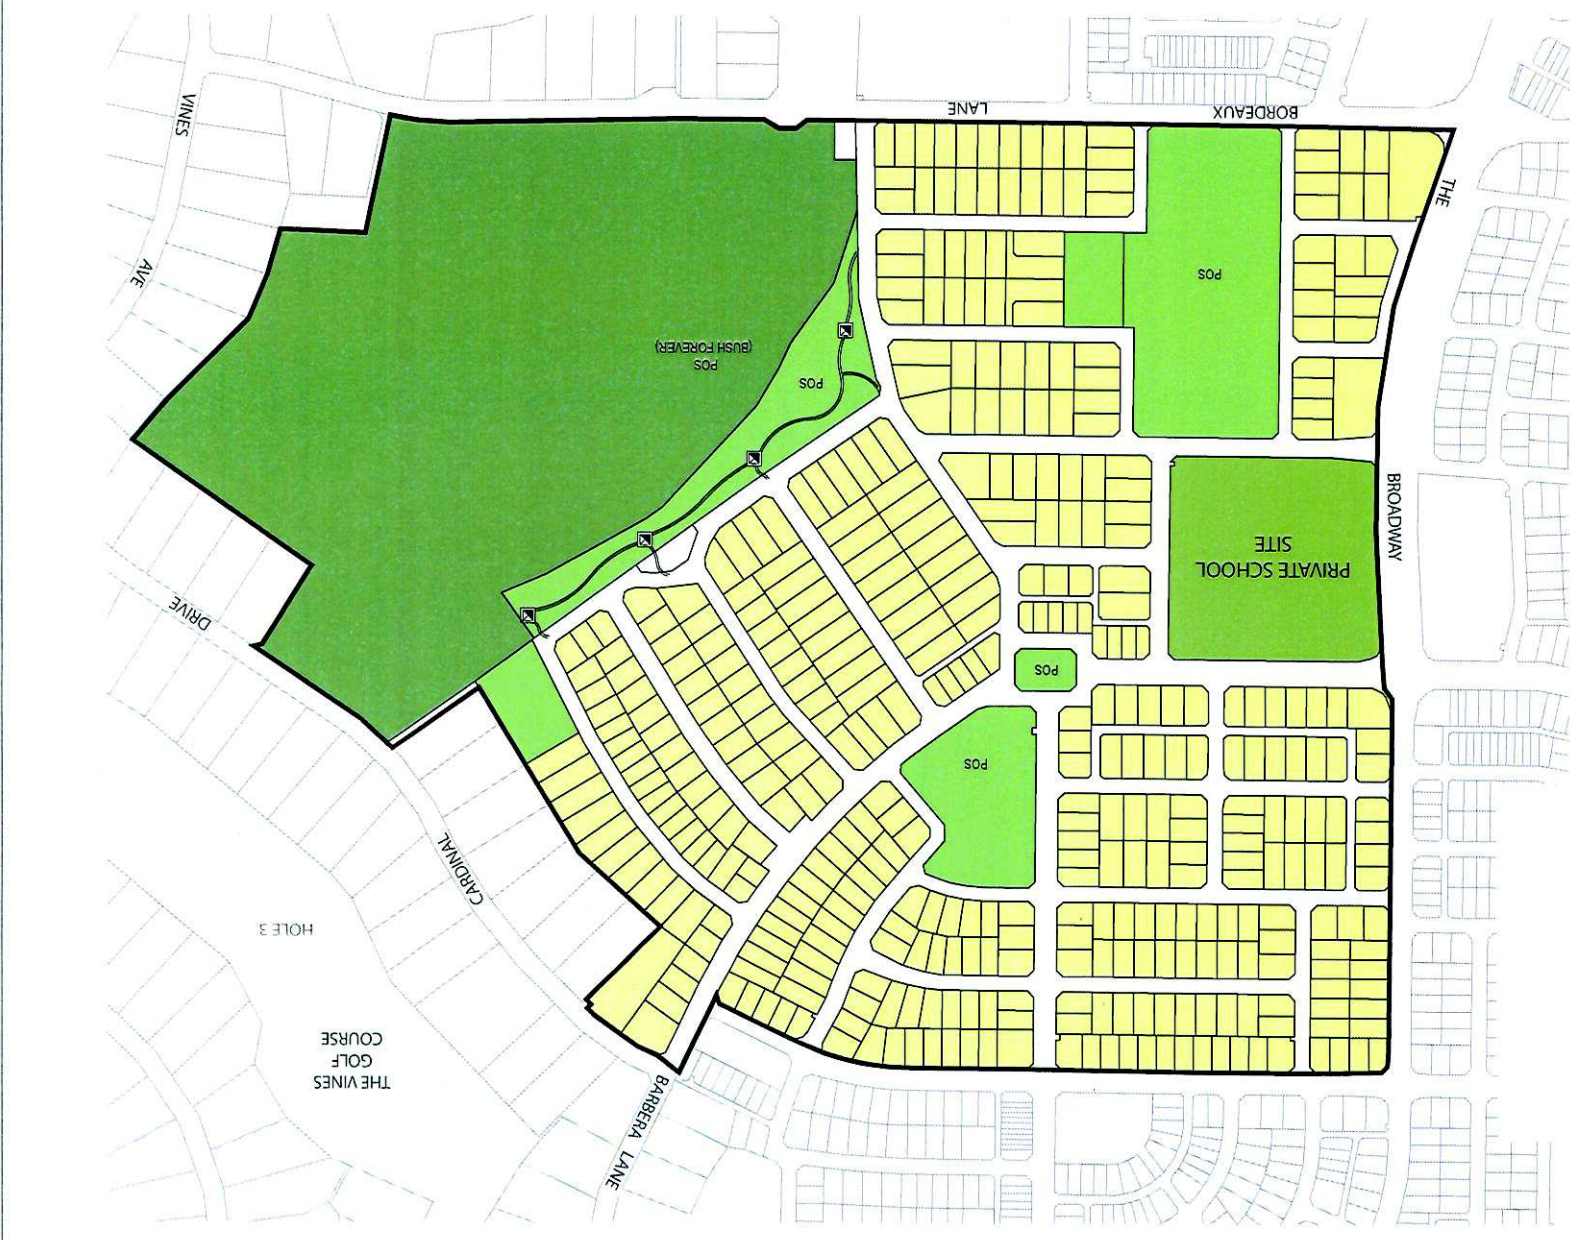 BARBERA LANE
THE VINES
GOLF
COURSE
HOLE 3
CARDINAL
DRIVE
POS
POS
PRIVATE SCHOOL
SITE
BROADWAY
POS
POS
(BUSH FOREVER)
POS
POS
AVE
THE
VINES
BORDEAUX
LANE